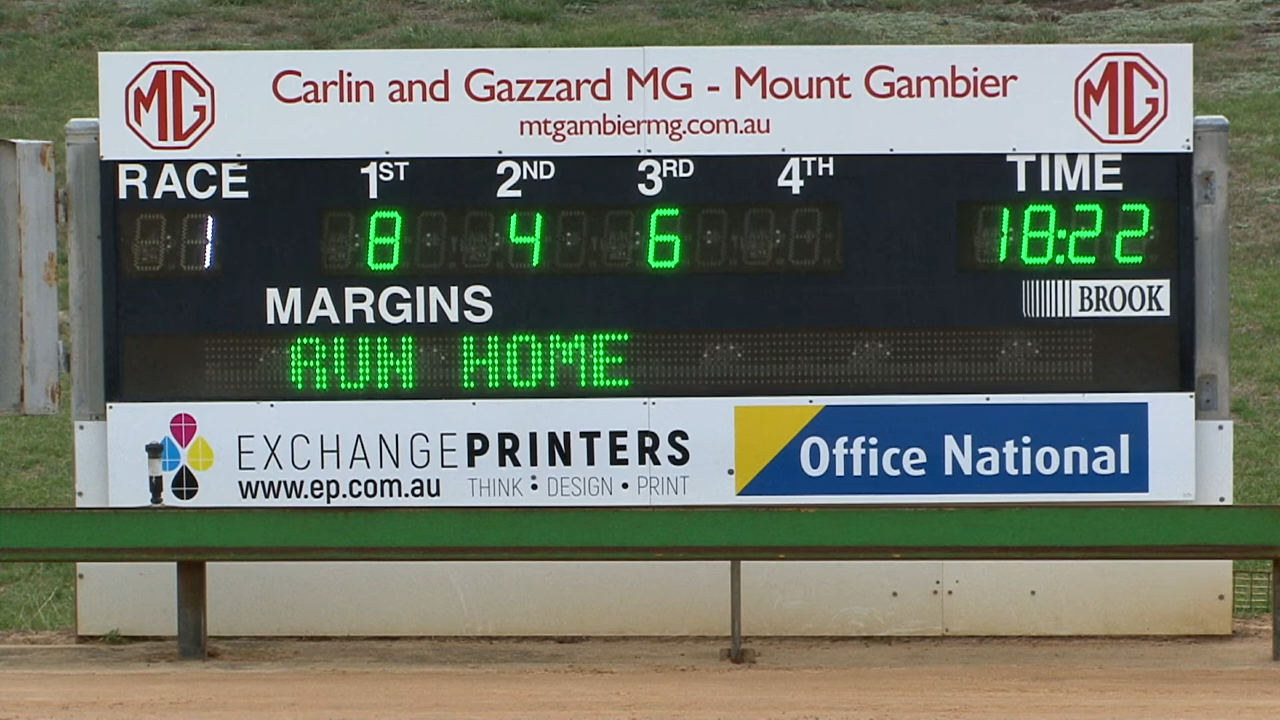 MG Carlin and Gazzard MG - Mount Gambier MG
mtgambiermg.com.au
RACE 1ST 2ND 3RD 4TH TIME
1 8 4 6 18:22
MARGINS BROOK
RUN HOME
EXCHANGEPRINTERS Office National
www.ep.com.au THINK • DESIGN • PRINT